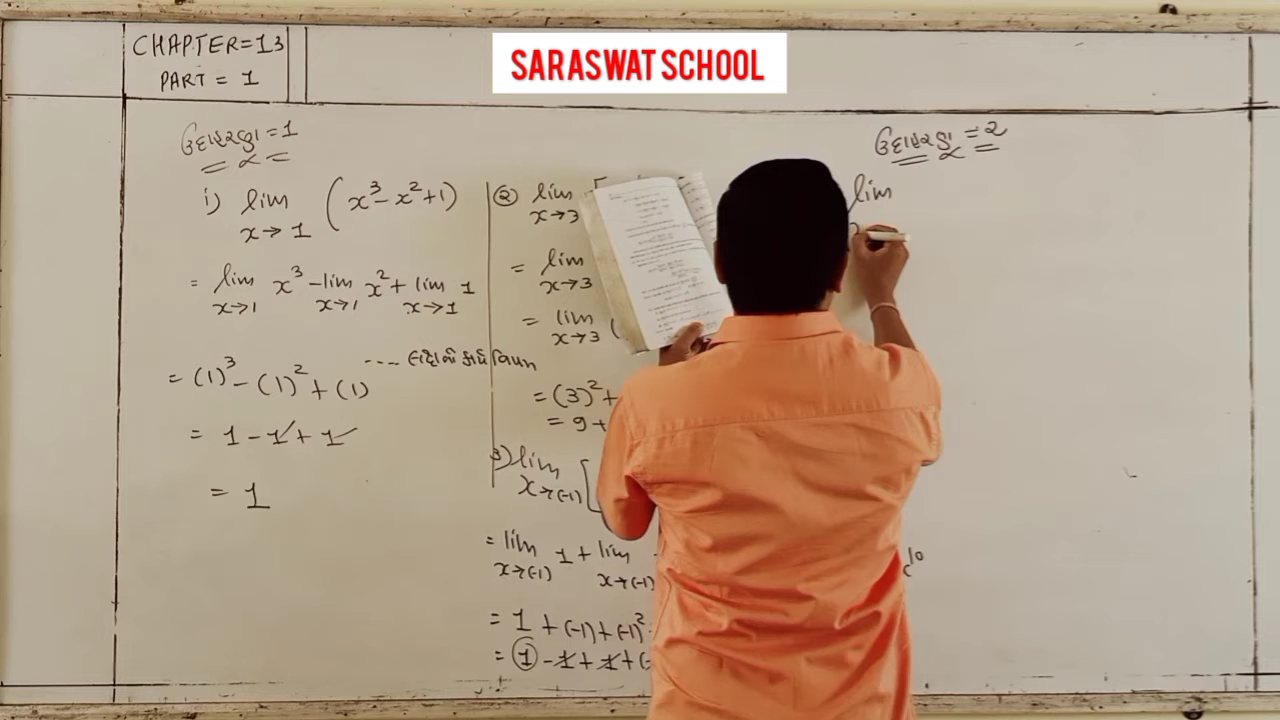 SARASWAT SCHOOL
CHAPTER=13
PART = 1
ઉદાહરણ = 1
i) lim (x³-x²+1)
x→1
= lim x³ - lim x² + lim 1
x→1 x→1 x→1
= (1)³ - (1)² + (1)
= 1 - 1 + 1
= 1
② lim
x→3
= lim
x→3
= lim (
x→3
= (3)² +
= 9 +
3) lim [
x→(-1)
= lim 1 + lim
x→(-1) x→(-1)
= 1 + (-1) + (-1)²
= 1 - 1 + 1 + (-
10
ઉદાહરણ = ૨
lim